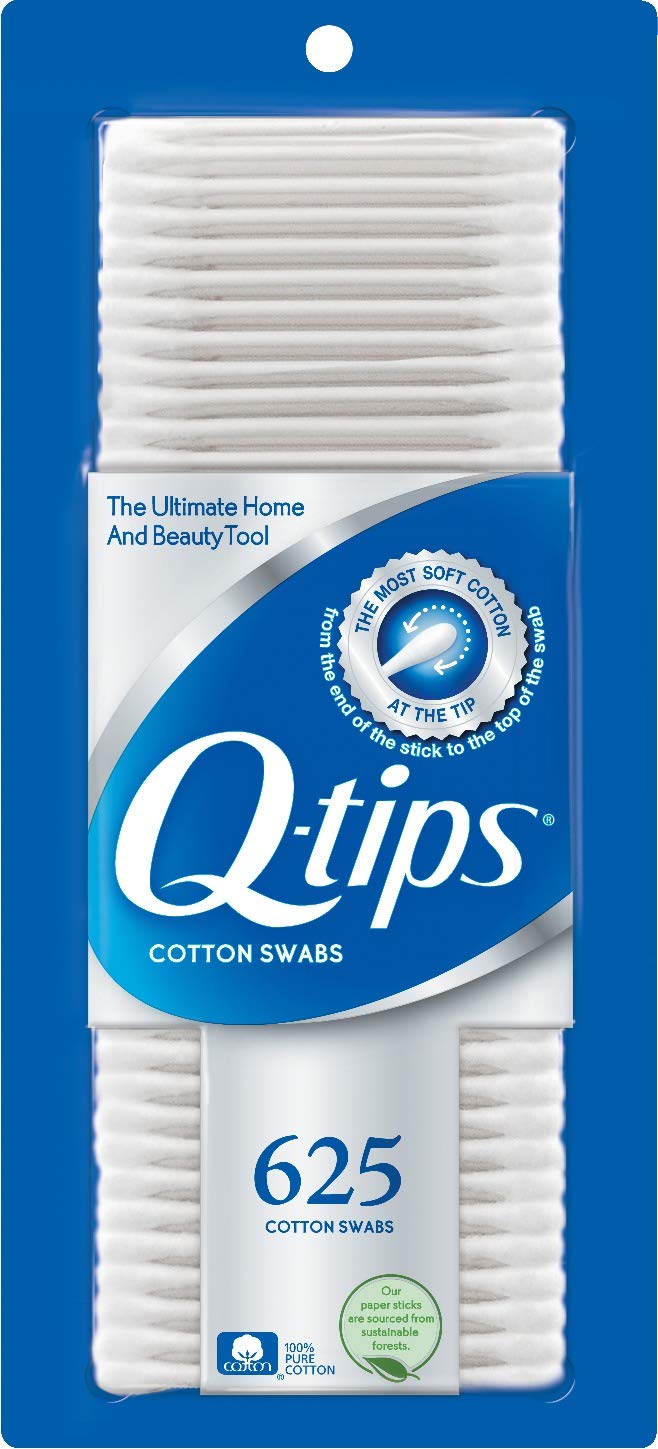 The Ultimate Home
And Beauty Tool
THE MOST SOFT COTTON
AT THE TIP
from the end of the stick to the top of the swab
Q-tips®
COTTON SWABS
625
COTTON SWABS
Our
paper sticks
are sourced from
sustainable
forests.
cotton®
100%
PURE
COTTON